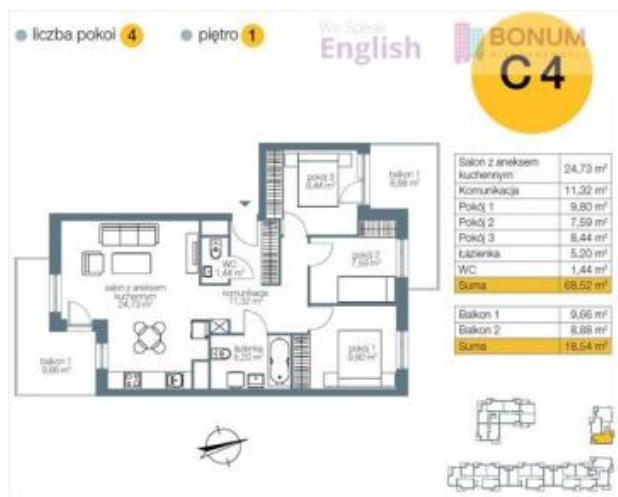 liczba pokoi 4
piętro 1
We Speak
English
BONUM
C4
Salon z aneksem
kuchennym 24,73 m²
Komunikacja 11,32 m²
Pokój 1 9,80 m²
Pokój 2 7,59 m²
Pokój 3 8,44 m²
Łazienka 5,20 m²
WC 1,44 m²
Suma 68,52 m²
Balkon 1 9,66 m²
Balkon 2 8,88 m²
Suma 18,54 m²
pokój 3
8,44 m²
balkon 1
8,88 m²
WC
1,44 m²
pokój 2
7,59 m²
salon z aneksem
kuchennym
24,73 m²
komunikacja
11,32 m²
balkon 1
9,66 m²
łazienka
5,20 m²
pokój 1
9,80 m²